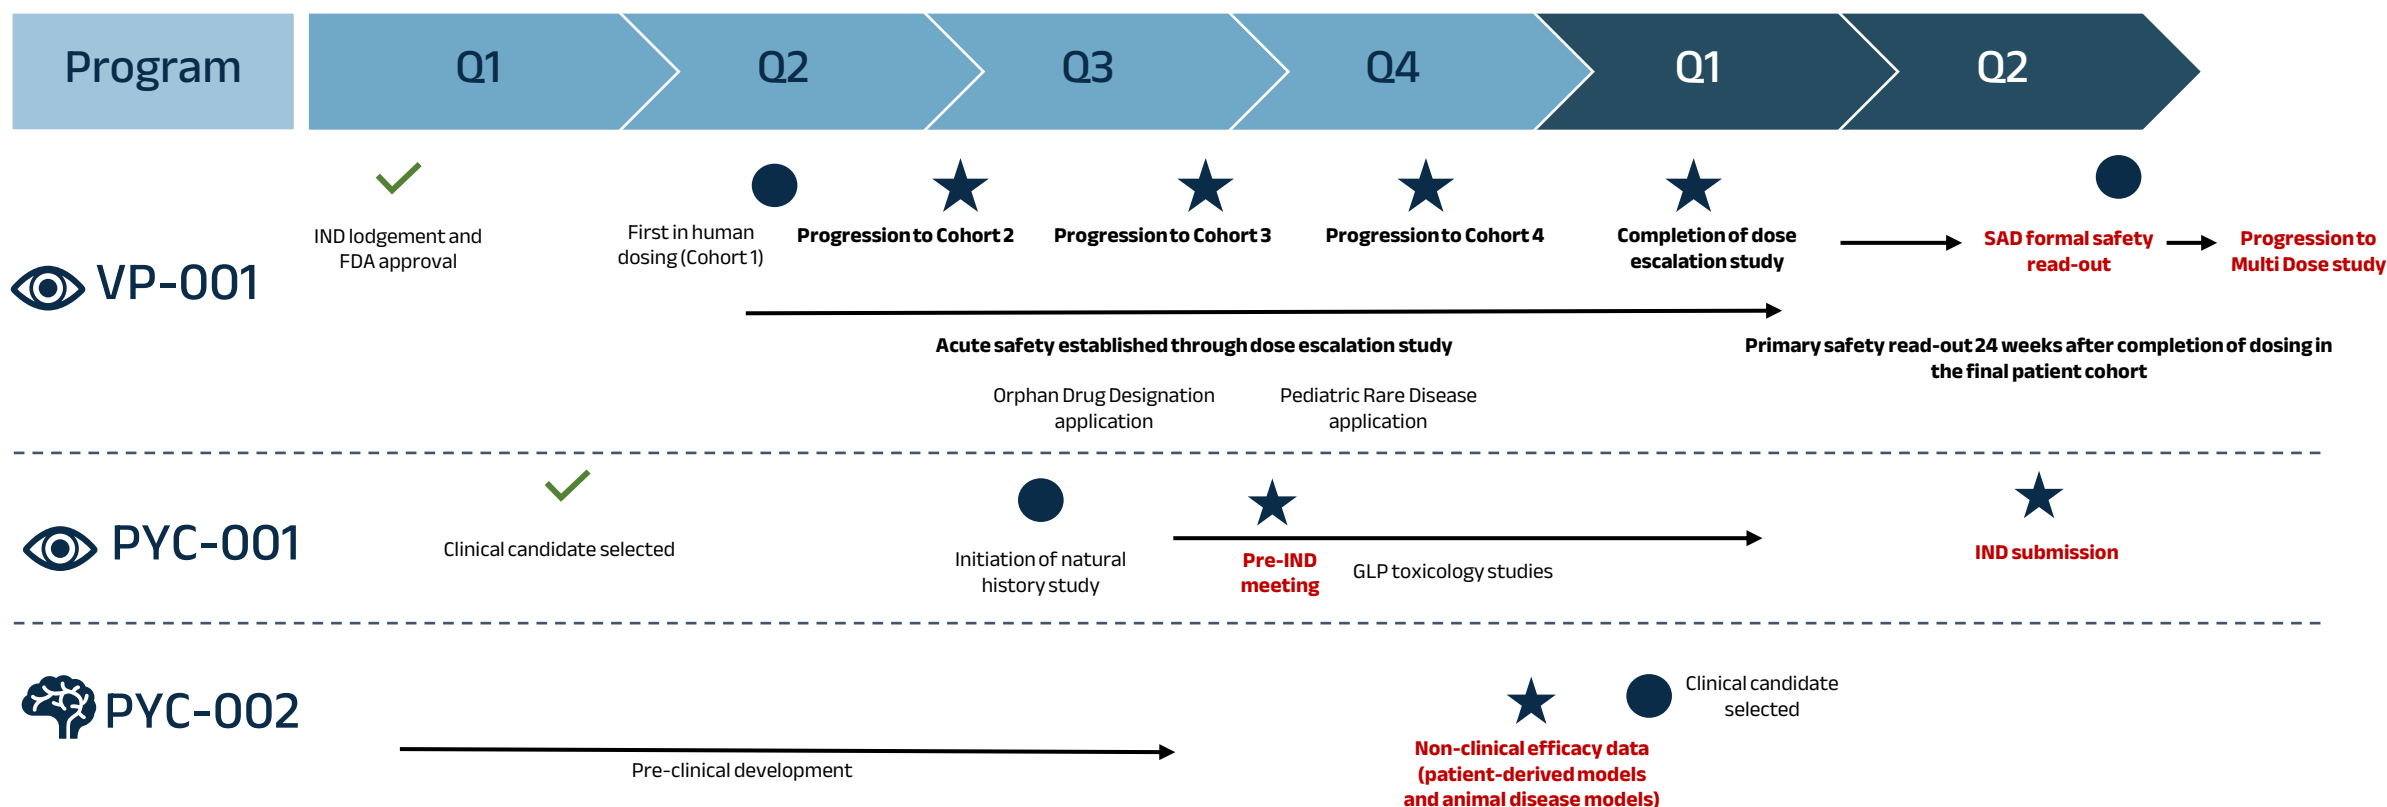 Program
Q1
Q2
Q3
Q4
Q1
Q2
VP-001
IND lodgement and
FDA approval
First in human
dosing (Cohort 1)
Progression to Cohort 2
Progression to Cohort 3
Progression to Cohort 4
Completion of dose
escalation study
SAD formal safety
read-out
Progression to
Multi Dose study
Acute safety established through dose escalation study
Primary safety read-out 24 weeks after completion of dosing in
the final patient cohort
Orphan Drug Designation
application
Pediatric Rare Disease
application
PYC-001
Clinical candidate selected
Initiation of natural
history study
Pre-IND
meeting
GLP toxicology studies
IND submission
PYC-002
Pre-clinical development
Non-clinical efficacy data
(patient-derived models
and animal disease models)
Clinical candidate
selected